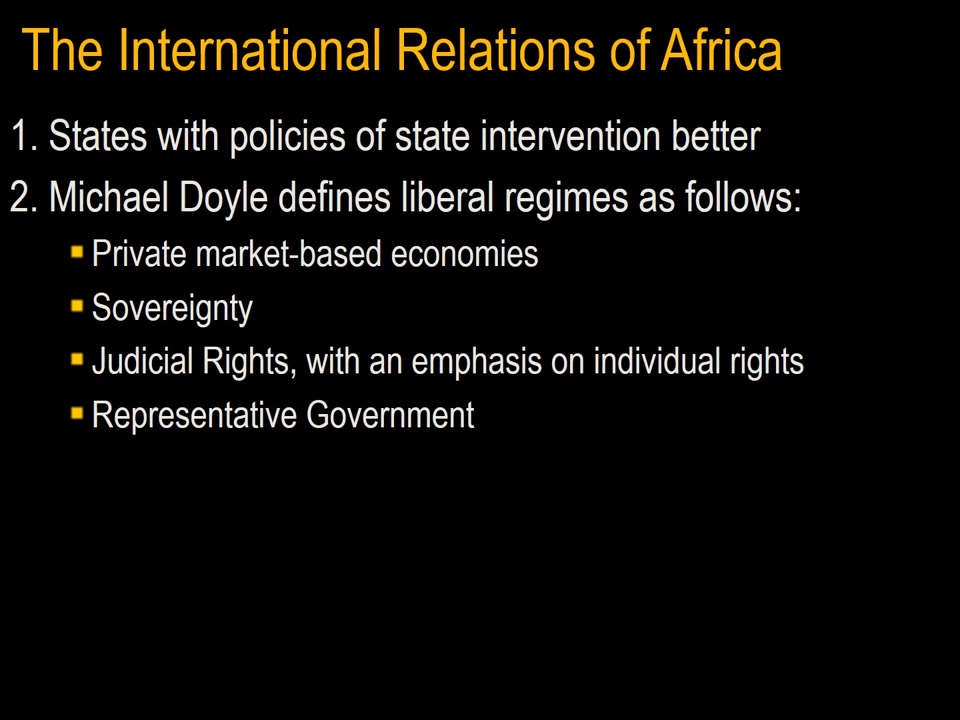 The International Relations of Africa
1. States with policies of state intervention better
2. Michael Doyle defines liberal regimes as follows:
Private market-based economies
Sovereignty
Judicial Rights, with an emphasis on individual rights
Representative Government